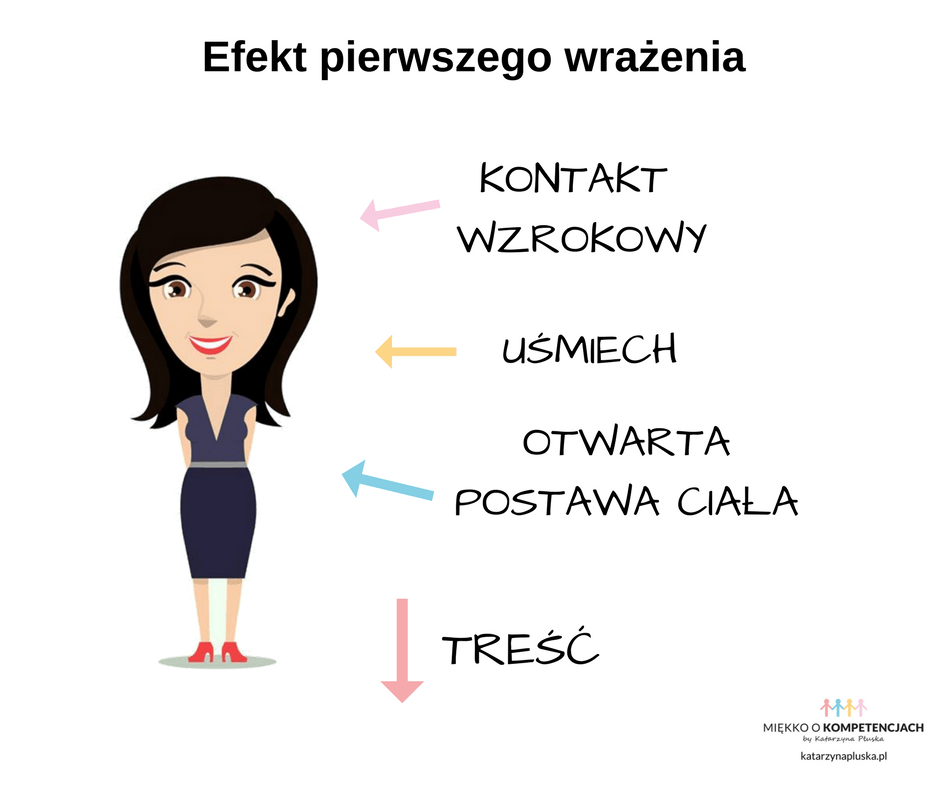 Efekt pierwszego wrażenia
KONTAKT
WZROKOWY
UŚMIECH
OTWARTA
POSTAWA CIAŁA
TREŚĆ
MIĘKKO O KOMPETENCJACH
by Katarzyna Płuska
katarzynapluska.pl